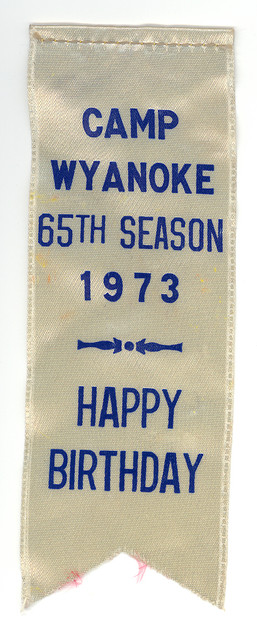 CAMP
WYANOKE
65TH SEASON
1973
HAPPY
BIRTHDAY